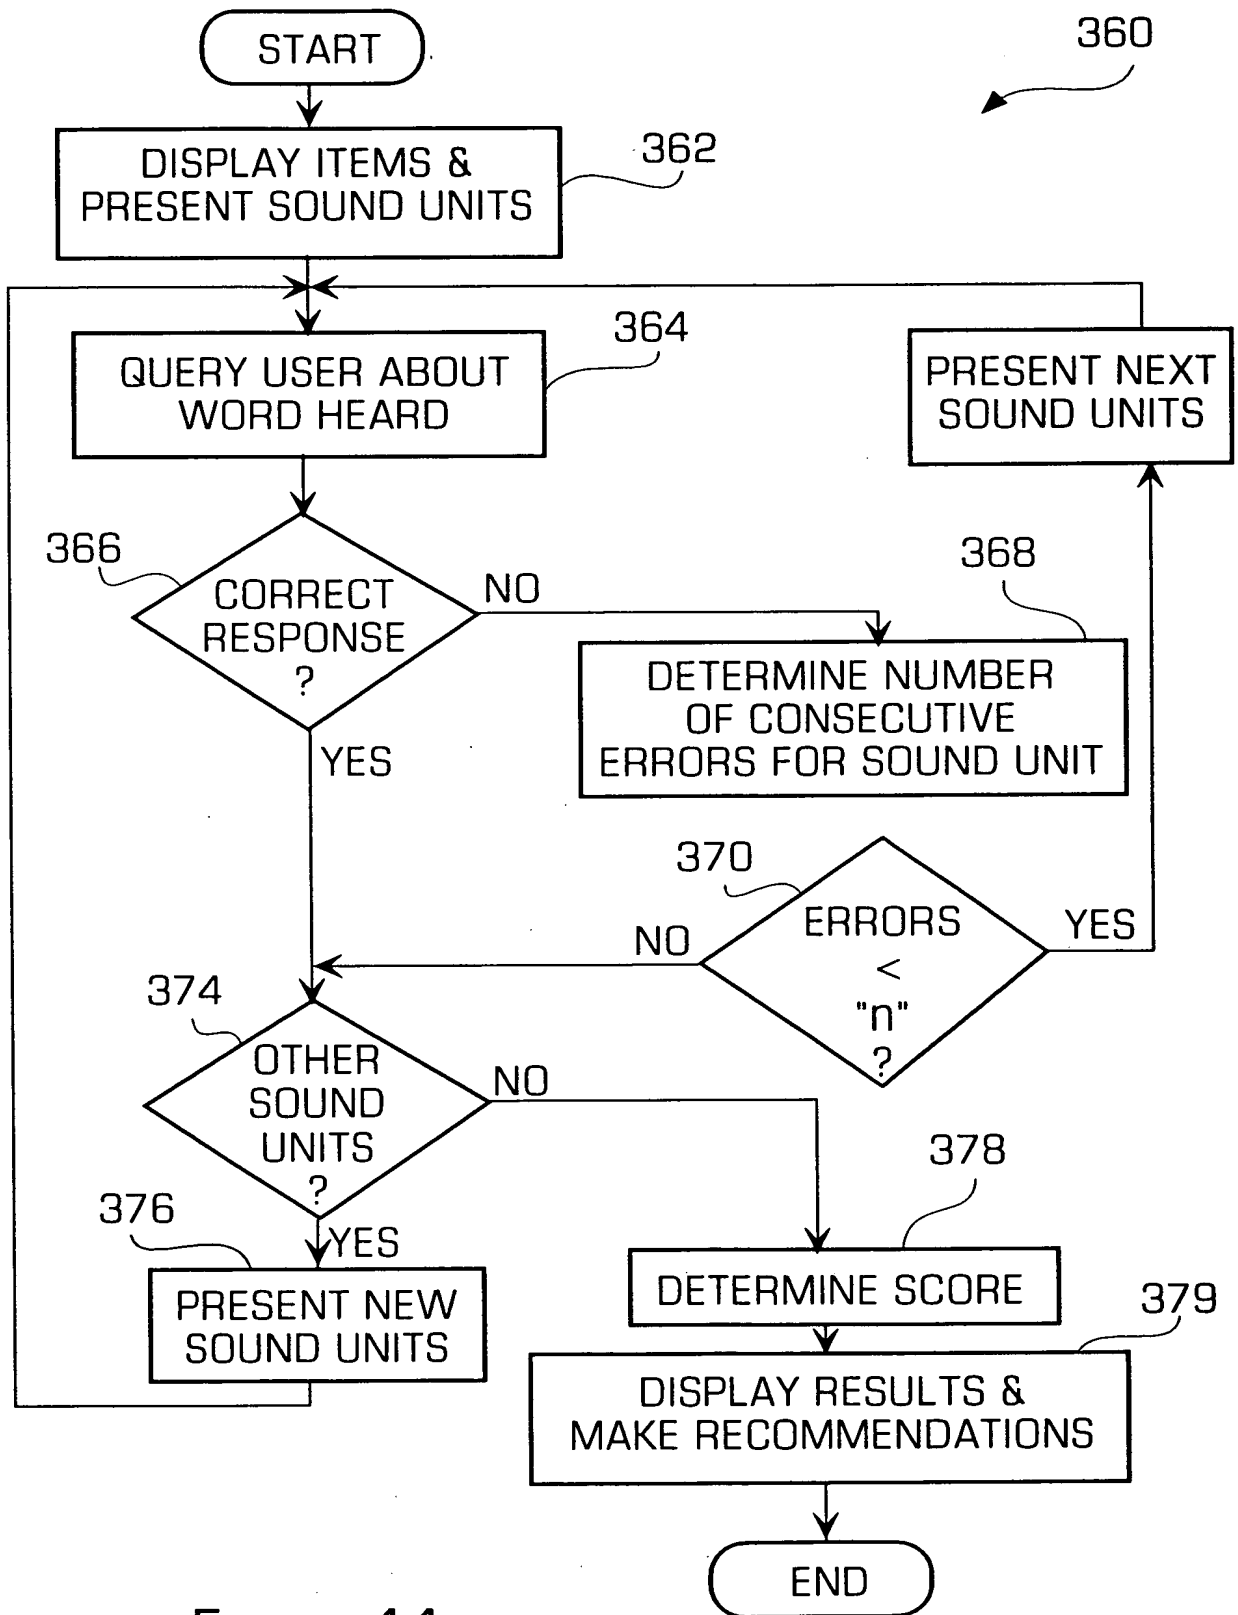 START
360
DISPLAY ITEMS &
PRESENT SOUND UNITS
362
364
QUERY USER ABOUT
WORD HEARD
PRESENT NEXT
SOUND UNITS
366
CORRECT
RESPONSE
?
NO
YES
368
DETERMINE NUMBER
OF CONSECUTIVE
ERRORS FOR SOUND UNIT
370
ERRORS
<
"n"
?
YES
NO
374
OTHER
SOUND
UNITS
?
NO
YES
376
PRESENT NEW
SOUND UNITS
378
DETERMINE SCORE
379
DISPLAY RESULTS &
MAKE RECOMMENDATIONS
END